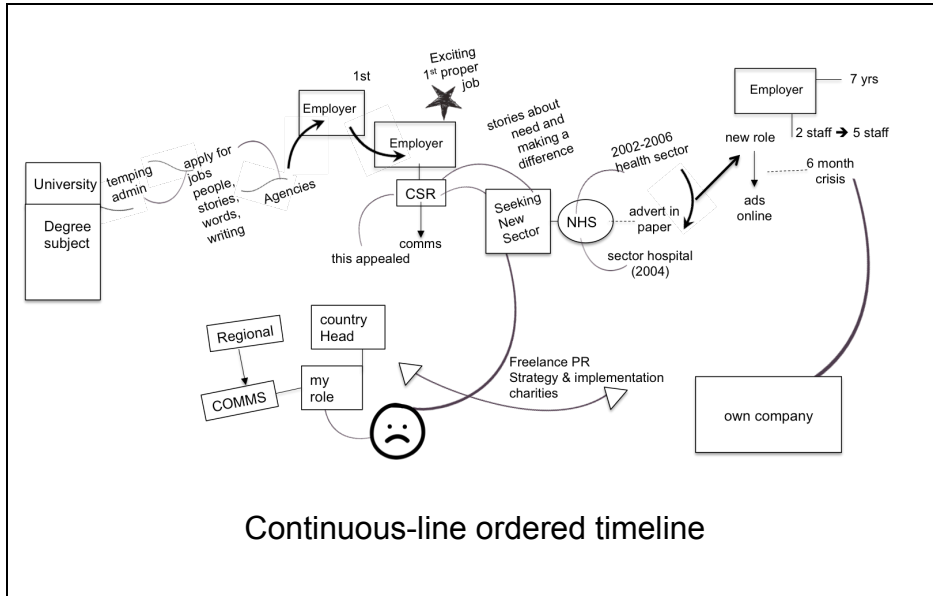 University
Degree
subject
temping
admin
apply for
jobs
people,
stories,
words,
writing
Agencies
1st
Employer
Exciting
1st proper
job
Employer
CSR
comms
this appealed
stories about
need and
making a
difference
Seeking
New
Sector
NHS
2002-2006
health sector
advert in
paper
sector hospital
(2004)
Employer
7 yrs
2 staff ➔ 5 staff
new role
ads
online
6 month
crisis
own company
Regional
COMMS
country
Head
my
role
Freelance PR
Strategy & implementation
charities
Continuous-line ordered timeline